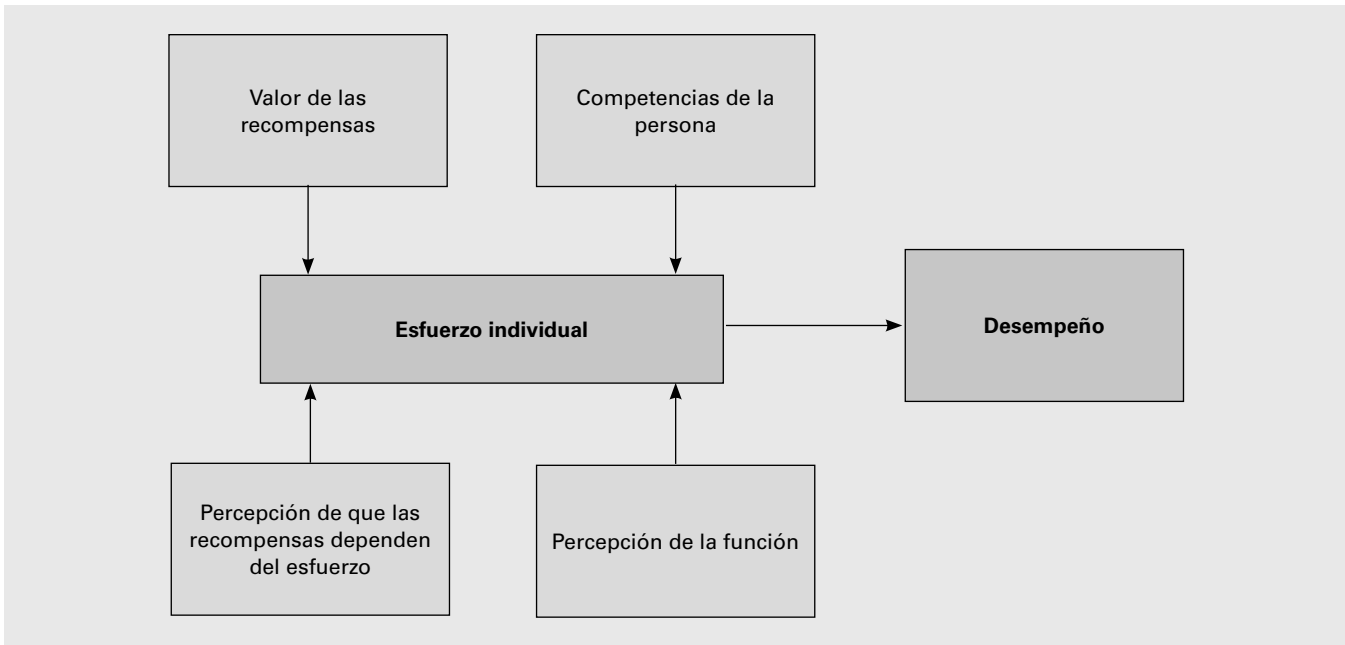 Valor de las
recompensas
Competencias de la
persona
Esfuerzo individual
Desempeño
Percepción de que las
recompensas dependen
del esfuerzo
Percepción de la función